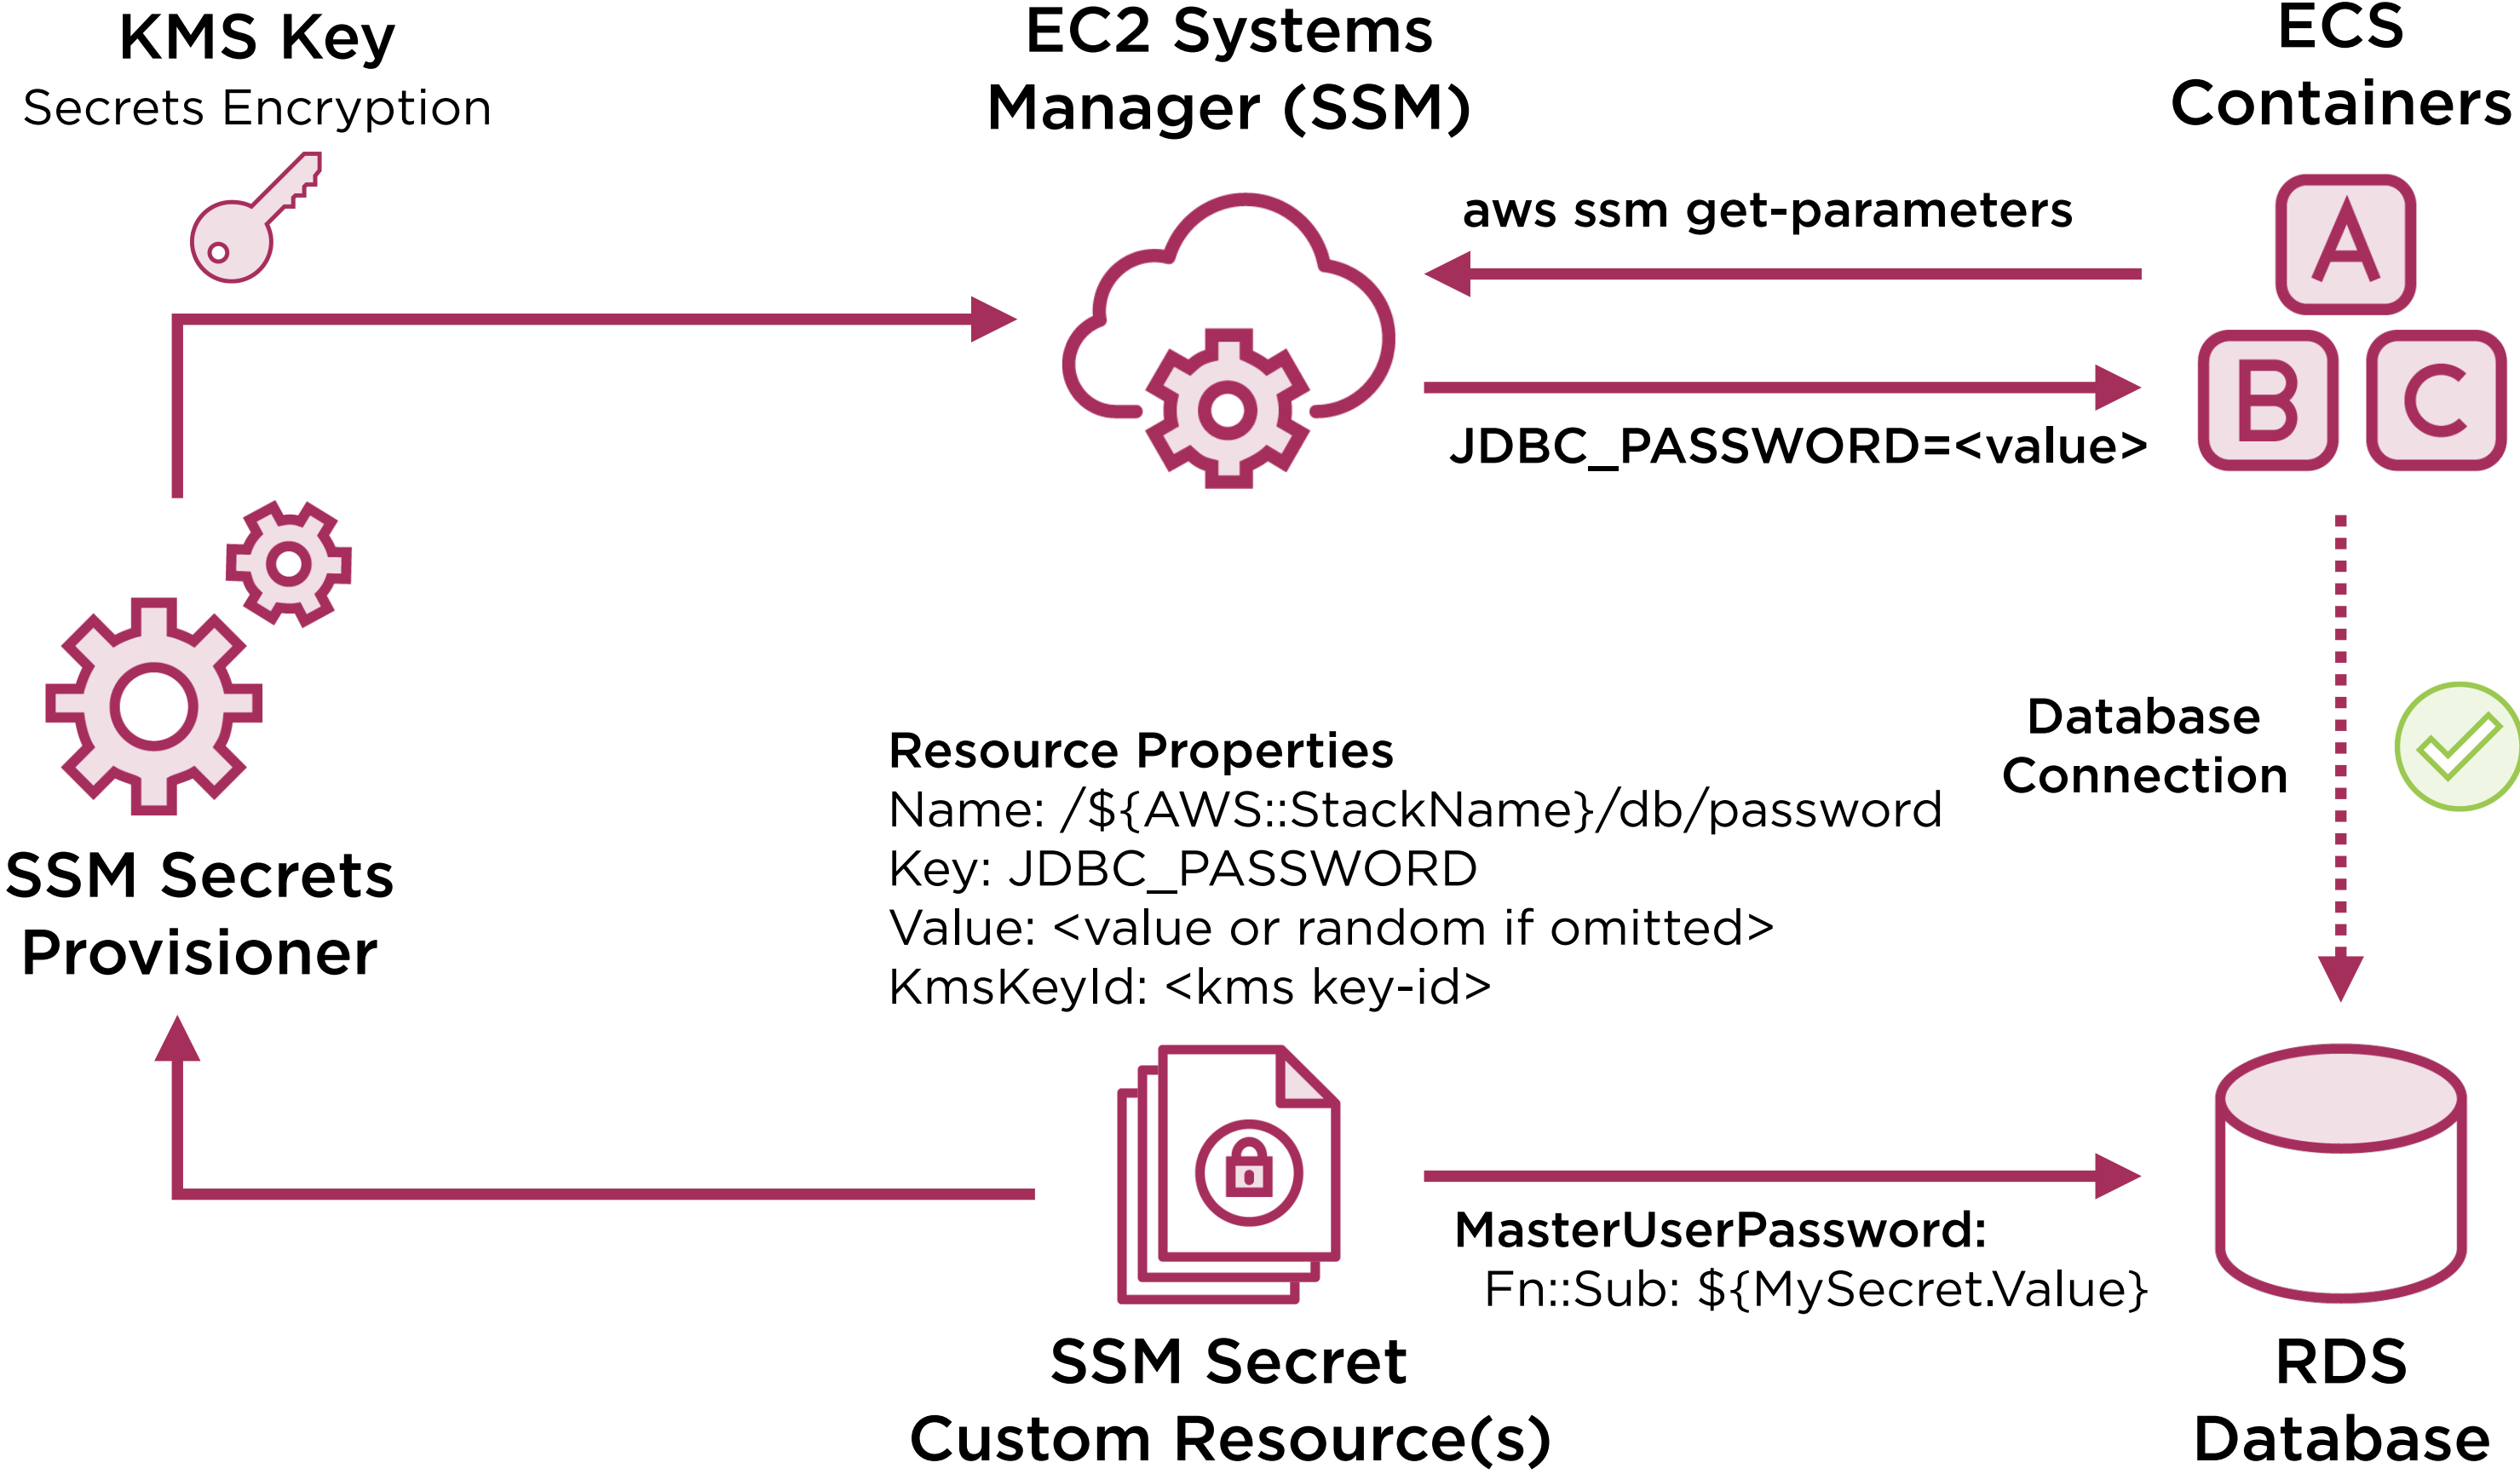 KMS Key
Secrets Encryption
EC2 Systems
Manager (SSM)
ECS
Containers
aws ssm get-parameters
A
B
C
JDBC_PASSWORD=<value>
SSM Secrets
Provisioner
Resource Properties
Name: /${AWS::StackName}/db/password
Key: JDBC_PASSWORD
Value: <value or random if omitted>
KmsKeyId: <kms key-id>
Database
Connection
MasterUserPassword:
Fn::Sub: ${MySecret.Value}
SSM Secret
Custom Resource(s)
RDS
Database